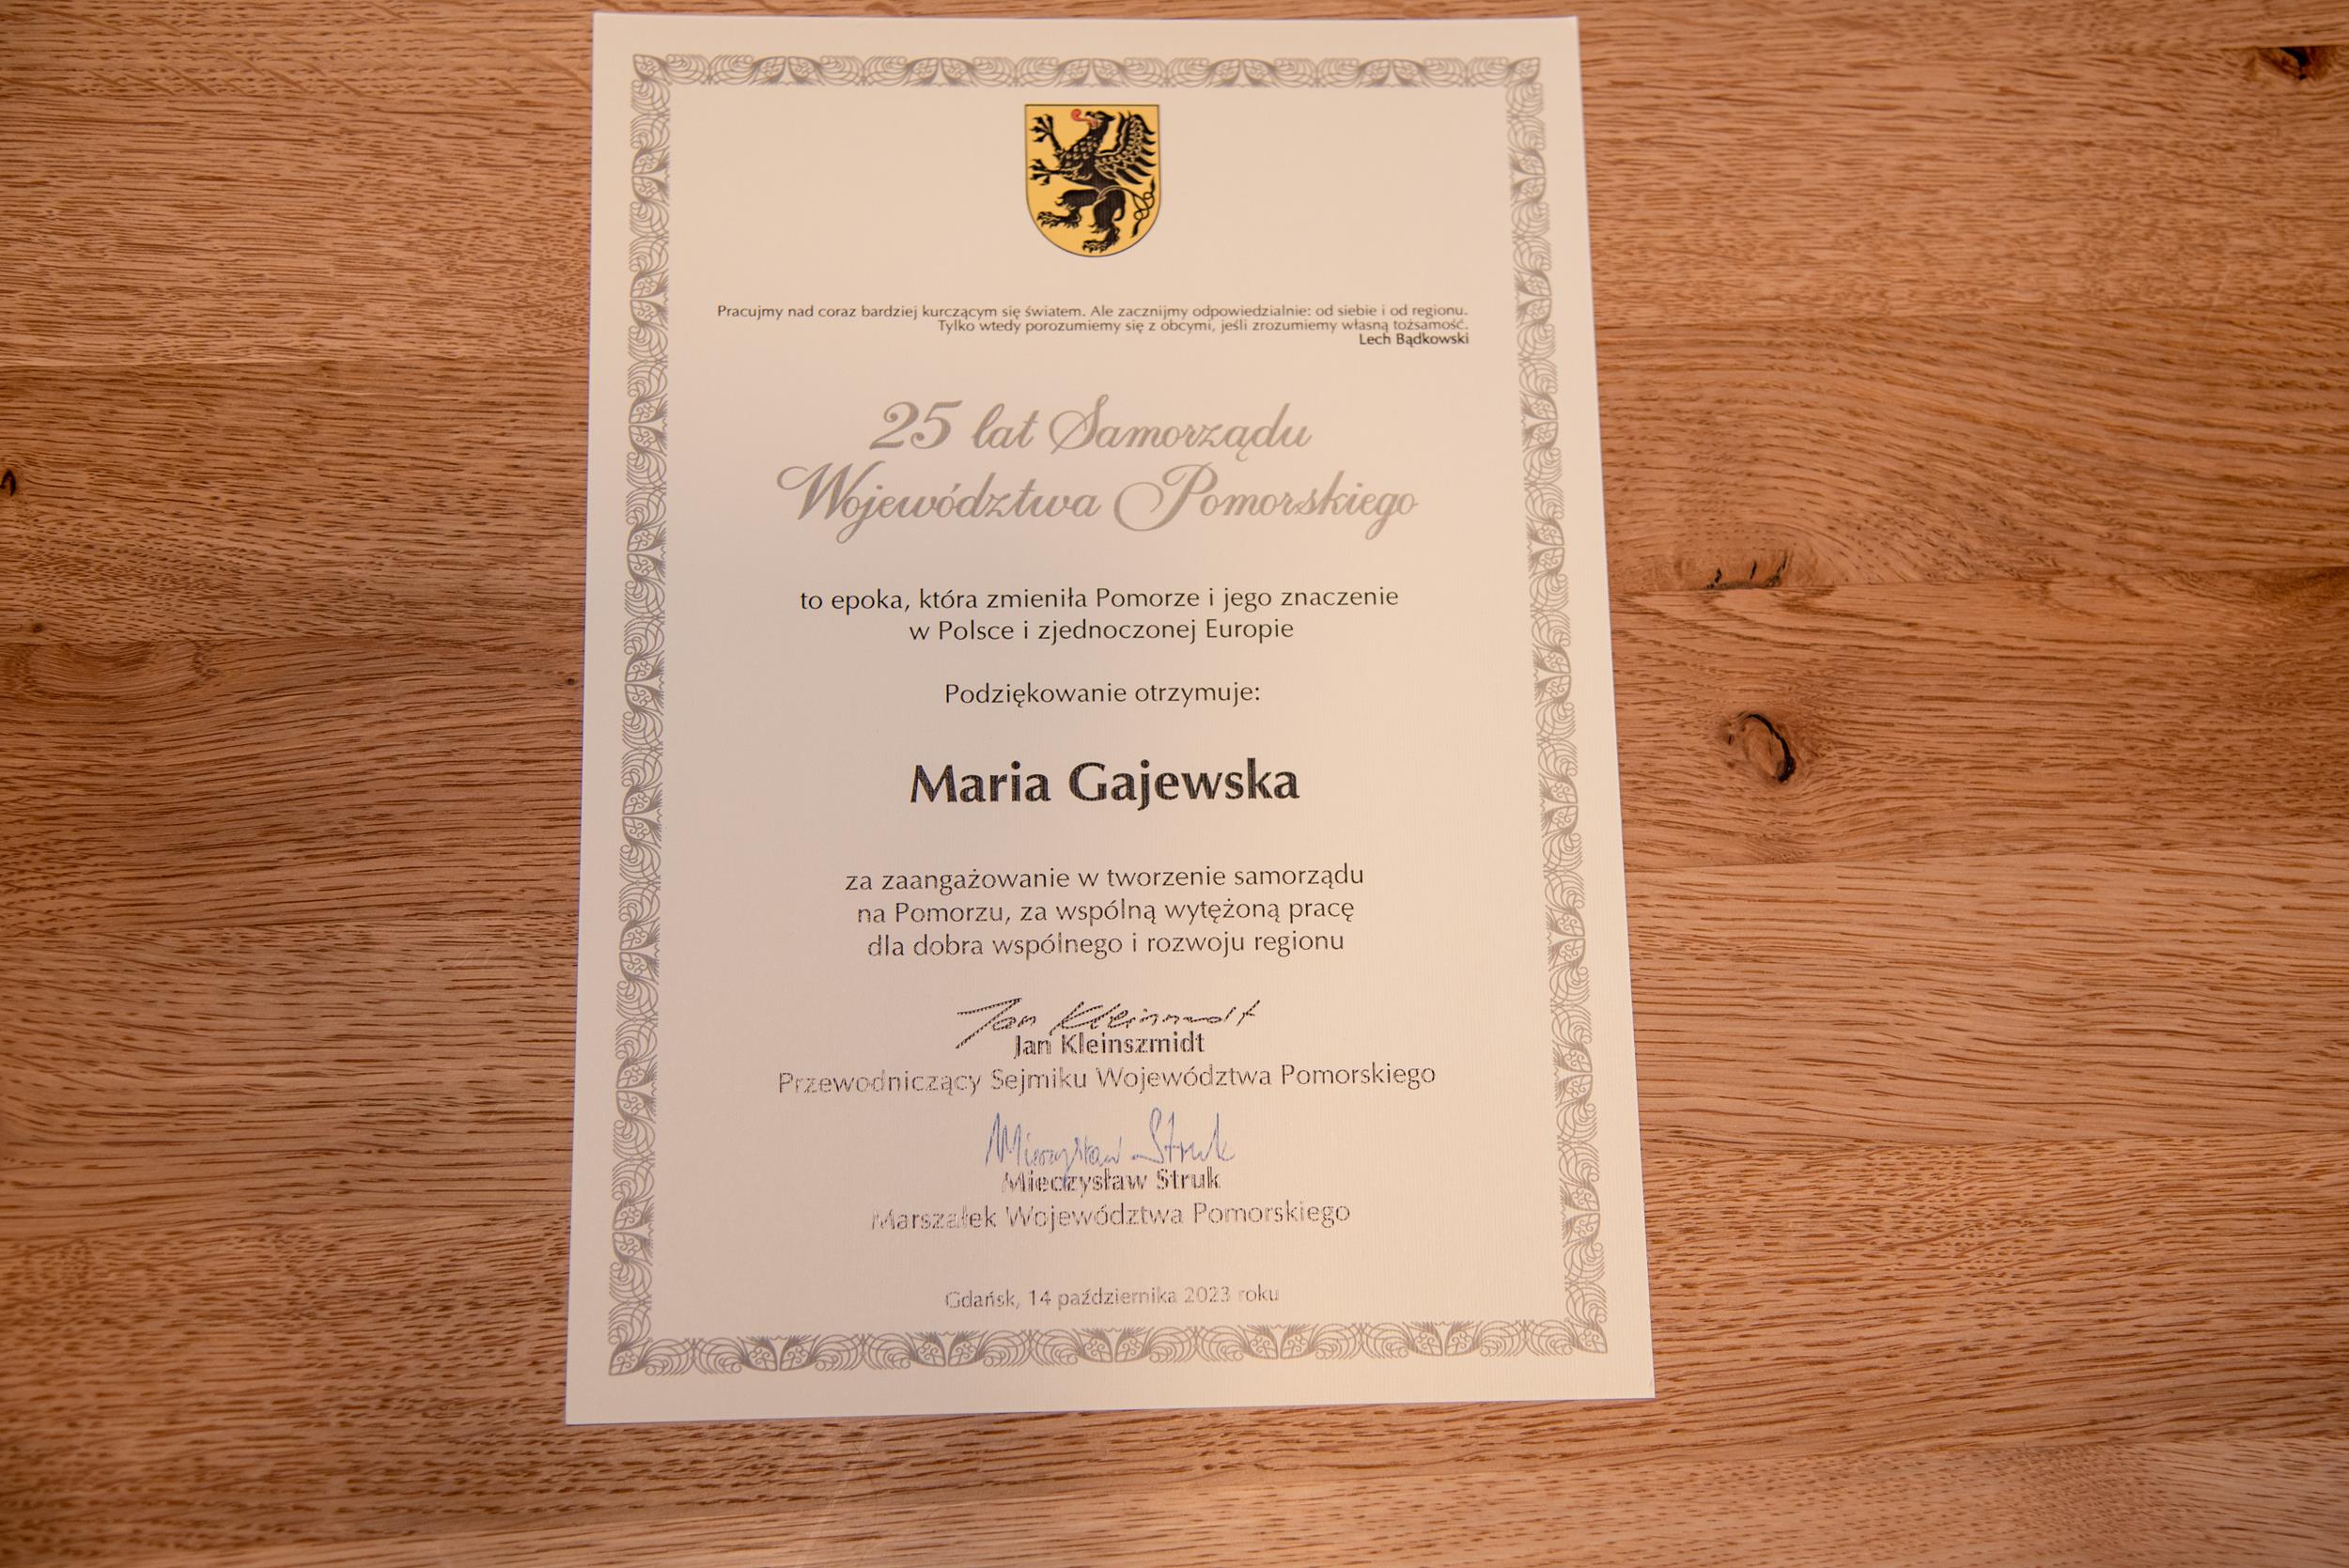 Pracujmy nad coraz bardziej kurczącym się światem. Ale zacznijmy odpowiedzialnie: od siebie i od regionu.
Tylko wtedy porozumiemy się z obcymi, jeśli zrozumiemy własną tożsamość.
Lech Bądkowski
25 lat Samorządu
Województwa Pomorskiego
to epoka, która zmieniła Pomorze i jego znaczenie
w Polsce i zjednoczonej Europie
Podziękowanie otrzymuje:
Maria Gajewska
za zaangażowanie w tworzenie samorządu
na Pomorzu, za wspólną wytężoną pracę
dla dobra wspólnego i rozwoju regionu
Jan Kleinszmidt
Jan Kleinszmidt
Przewodniczący Sejmiku Województwa Pomorskiego
Mieczysław Struk
Mieczysław Struk
Marszałek Województwa Pomorskiego
Gdańsk, 14 października 2023 roku